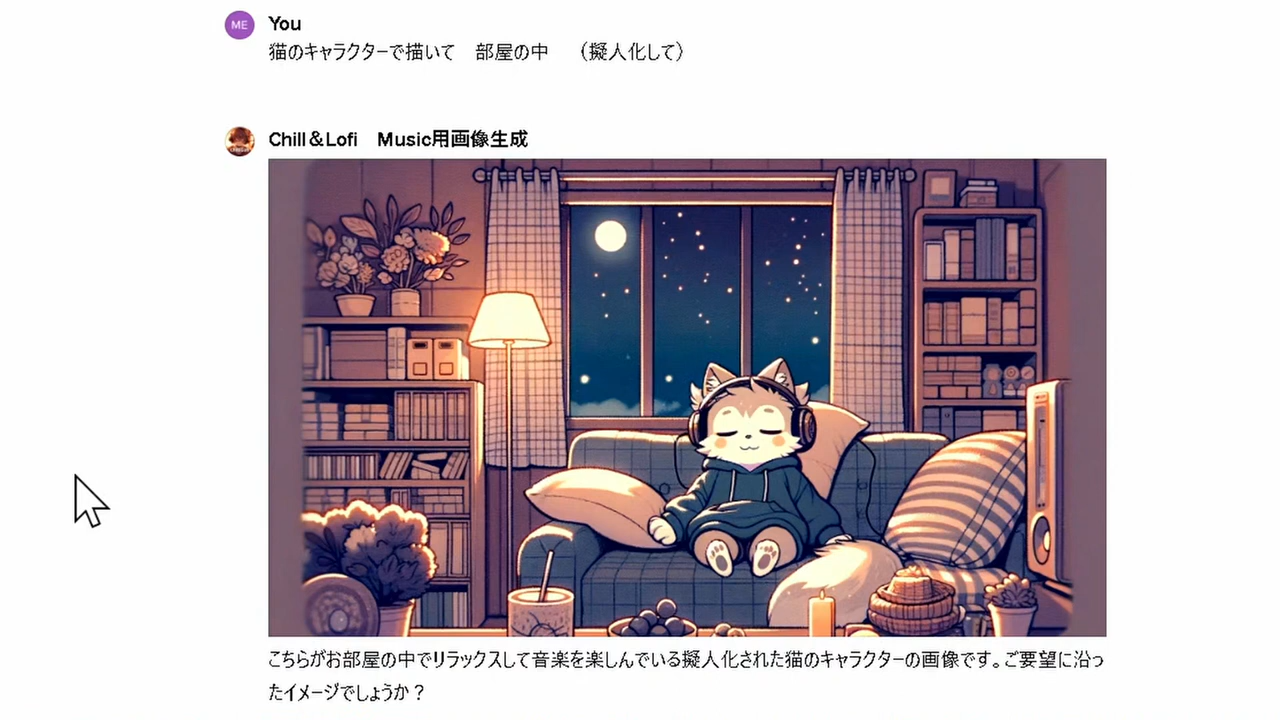 ME
You
猫のキャラクターで描いて　部屋の中　（擬人化して）
Chill＆Lofi　Music用画像生成
こちらがお部屋の中でリラックスして音楽を楽しんでいる擬人化された猫のキャラクターの画像です。ご要望に沿っ
たイメージでしょうか？